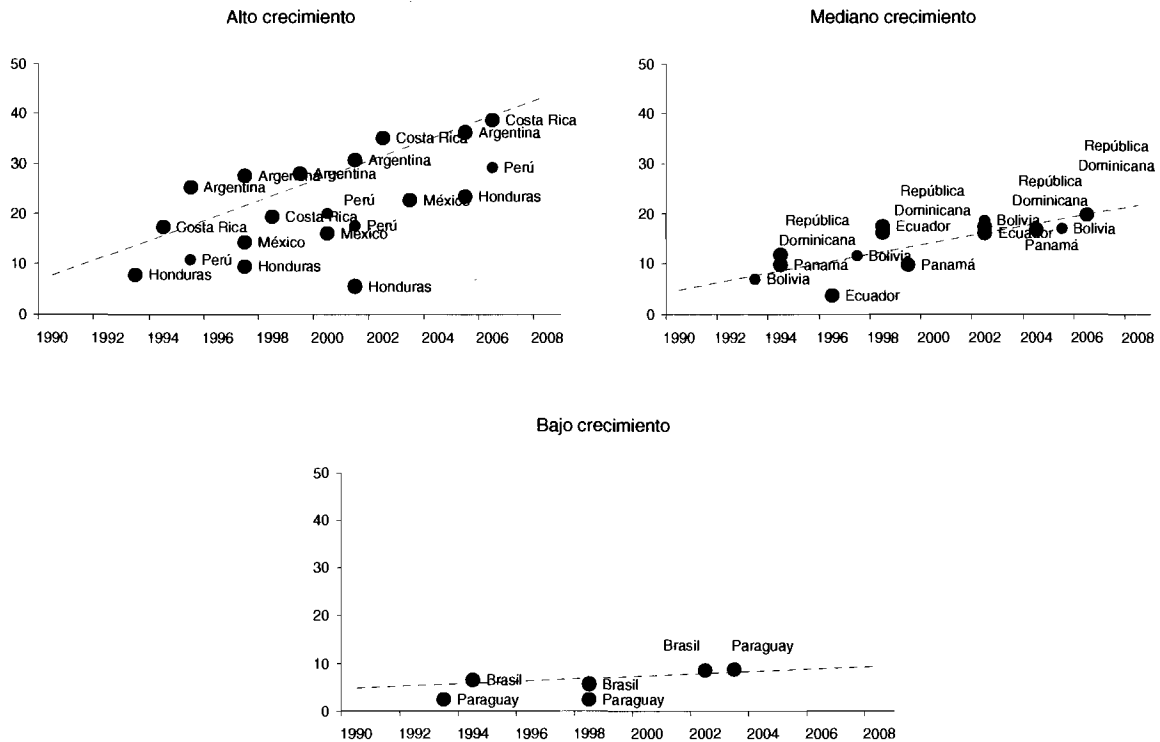 Alto crecimiento
50
40
30
20
10
0
1990 1992 1994 1996 1998 2000 2002 2004 2006 2008
Costa Rica
Costa Rica
Argentina
Argentina
Argentina
Argentina
Perú
Argentina
Perú
México
Honduras
Costa Rica
Costa Rica
Perú
México
México
Perú
Honduras
Honduras
Honduras
Mediano crecimiento
50
40
30
20
10
0
1990 1992 1994 1996 1998 2000 2002 2004 2006 2008
República
Dominicana
República
Dominicana
República
Dominicana
República
Dominicana
Ecuador
Bolivia
Ecuador
Bolivia
Panamá
Panamá
Bolivia
Panamá
Bolivia
Ecuador
Bajo crecimiento
50
40
30
20
10
0
1990 1992 1994 1996 1998 2000 2002 2004 2006 2008
Brasil Paraguay
Brasil
Brasil
Paraguay
Paraguay